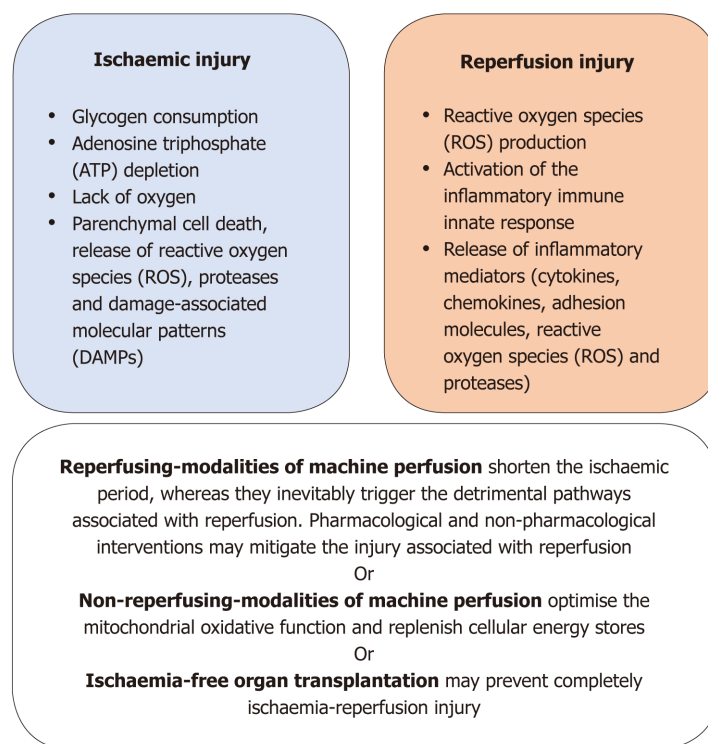 Ischaemic injury
• Glycogen consumption
• Adenosine triphosphate
(ATP) depletion
• Lack of oxygen
• Parenchymal cell death,
release of reactive oxygen
species (ROS), proteases
and damage-associated
molecular patterns
(DAMPs)
Reperfusion injury
• Reactive oxygen species
(ROS) production
• Activation of the
inflammatory immune
innate response
• Release of inflammatory
mediators (cytokines,
chemokines, adhesion
molecules, reactive
oxygen species (ROS) and
proteases)
Reperfusing-modalities of machine perfusion shorten the ischaemic
period, whereas they inevitably trigger the detrimental pathways
associated with reperfusion. Pharmacological and non-pharmacological
interventions may mitigate the injury associated with reperfusion
Or
Non-reperfusing-modalities of machine perfusion optimise the
mitochondrial oxidative function and replenish cellular energy stores
Or
Ischaemia-free organ transplantation may prevent completely
ischaemia-reperfusion injury